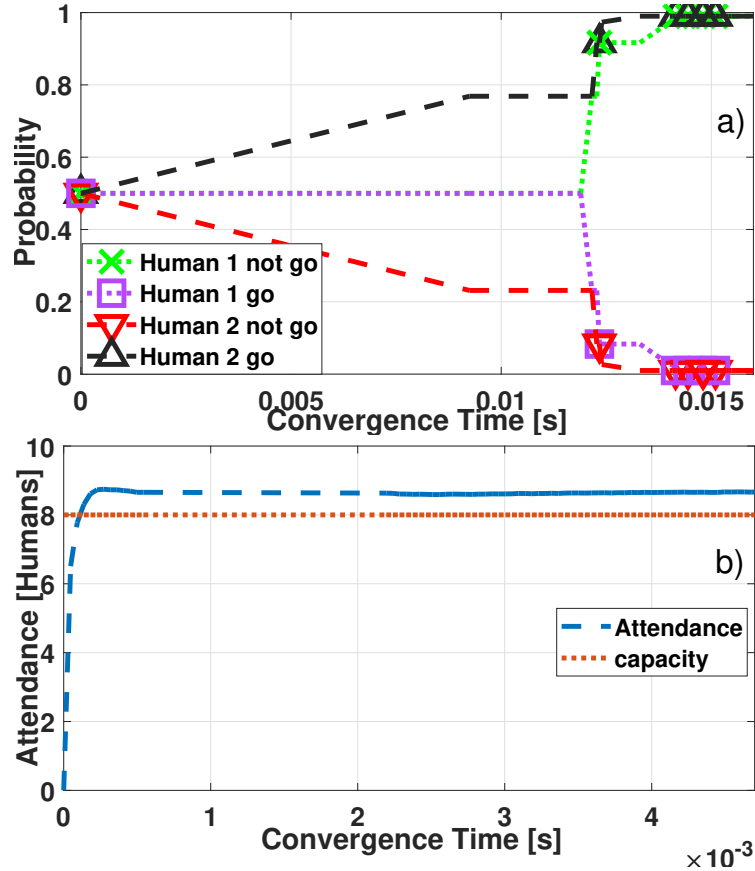 1
0.8
0.6
0.4
0.2
0
Probability
a)
Human 1 not go
Human 1 go
Human 2 not go
Human 2 go
0 0.005 0.01 0.015
Convergence Time [s]
10
8
6
4
2
0
Attendance [Humans]
b)
Attendance
capacity
0 1 2 3 4
Convergence Time [s]
×10-3